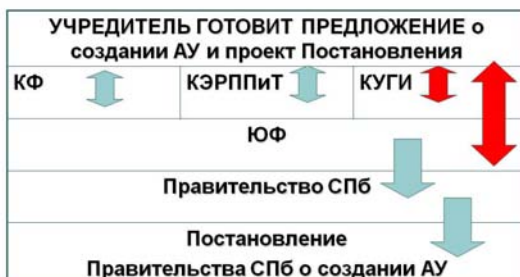 УЧРЕДИТЕЛЬ ГОТОВИТ ПРЕДЛОЖЕНИЕ о
создании АУ и проект Постановления
КФ КЭРППиТ КУГИ
ЮФ
Правительство СПб
Постановление
Правительства СПб о создании АУ